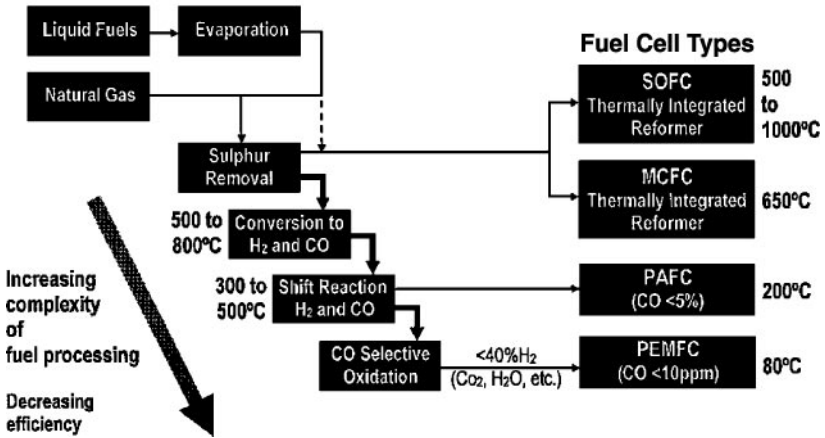 Liquid Fuels
Evaporation
Natural Gas
Fuel Cell Types
SOFC
Thermally Integrated
Reformer
500
to
1000ºC
Sulphur
Removal
MCFC
Thermally Integrated
Reformer
650ºC
500 to
800ºC
Conversion to
H₂ and CO
Increasing
complexity
of
fuel processing
300 to
500ºC
Shift Reaction
H₂ and CO
PAFC
(CO <5%)
200ºC
CO Selective
Oxidation
<40%H₂
(Co₂, H₂O, etc.)
PEMFC
(CO <10ppm)
80ºC
Decreasing
efficiency